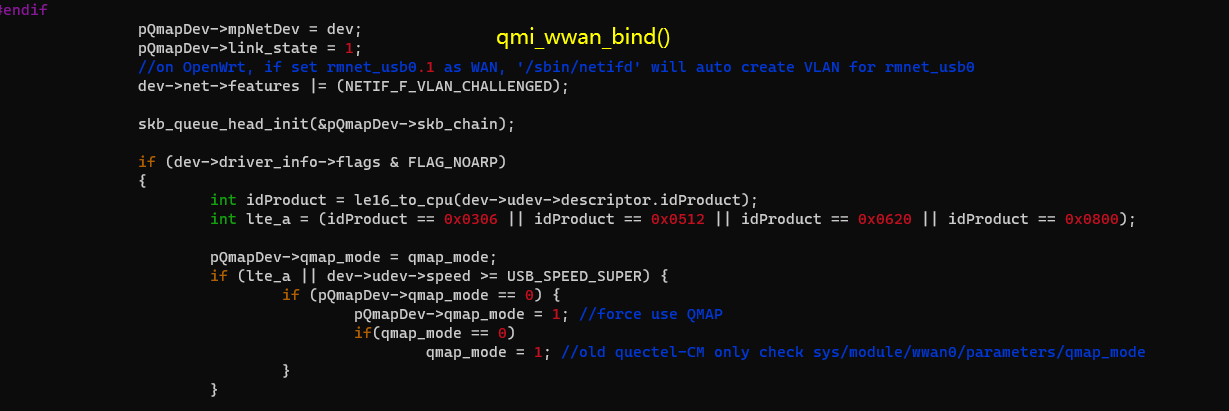 #endif
pQmapDev->mpNetDev = dev;
qmi_wwan_bind()
pQmapDev->link_state = 1;
//on OpenWrt, if set rmnet_usb0.1 as WAN, '/sbin/netifd' will auto create VLAN for rmnet_usb0
dev->net->features |= (NETIF_F_VLAN_CHALLENGED);
skb_queue_head_init(&pQmapDev->skb_chain);
if (dev->driver_info->flags & FLAG_NOARP)
{
int idProduct = le16_to_cpu(dev->udev->descriptor.idProduct);
int lte_a = (idProduct == 0x0306 || idProduct == 0x0512 || idProduct == 0x0620 || idProduct == 0x0800);
pQmapDev->qmap_mode = qmap_mode;
if (lte_a || dev->udev->speed >= USB_SPEED_SUPER) {
if (pQmapDev->qmap_mode == 0) {
pQmapDev->qmap_mode = 1; //force use QMAP
if(qmap_mode == 0)
qmap_mode = 1; //old quectel-CM only check sys/module/wwan0/parameters/qmap_mode
}
}